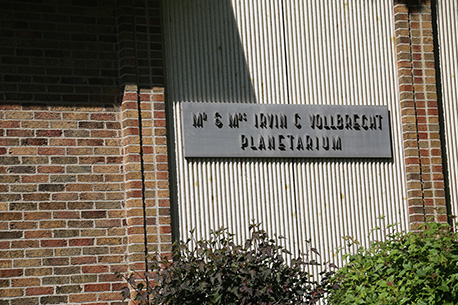 Mr & Mrs IRVIN C VOLLBRECHT
PLANETARIUM